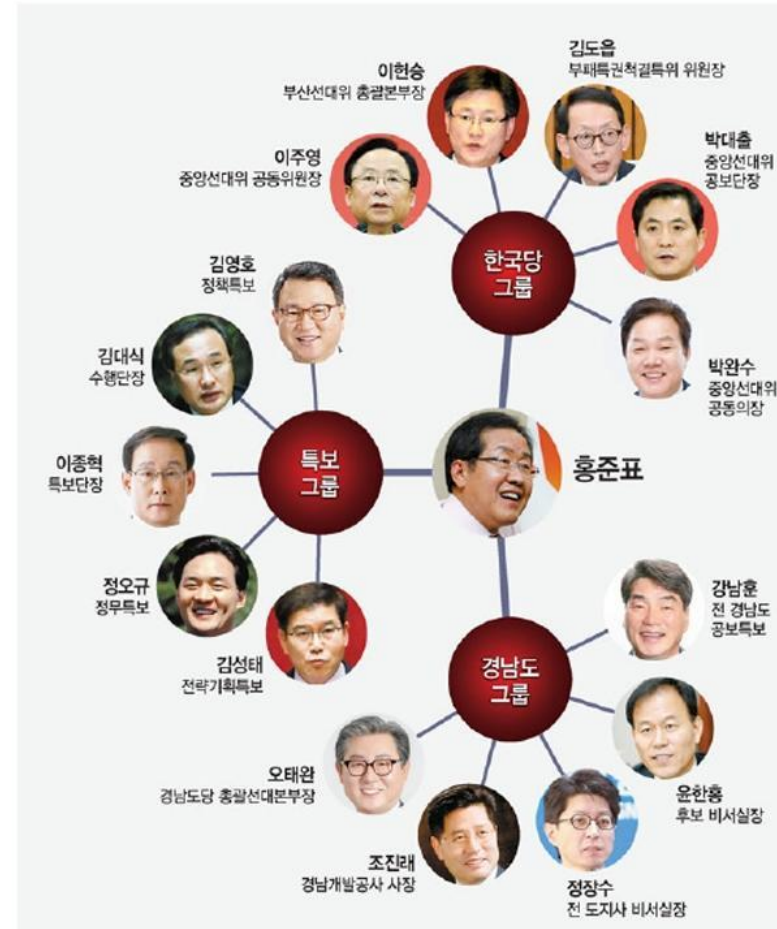 김도읍
부패특권척결특위 위원장
이헌승
부산선대위 총괄본부장
박대출
중앙선대위
공보단장
이주영
중앙선대위 공동위원장
한국당
그룹
김영호
정책특보
김대식
수행단장
박완수
중앙선대위
공동의장
특보
그룹
홍준표
이종혁
특보단장
정오규
정무특보
강남훈
전 경남도
공보특보
김성태
전략기획특보
경남도
그룹
오태완
경남도당 총괄선대본부장
윤한홍
후보 비서실장
조진래
경남개발공사 사장
정장수
전 도지사 비서실장